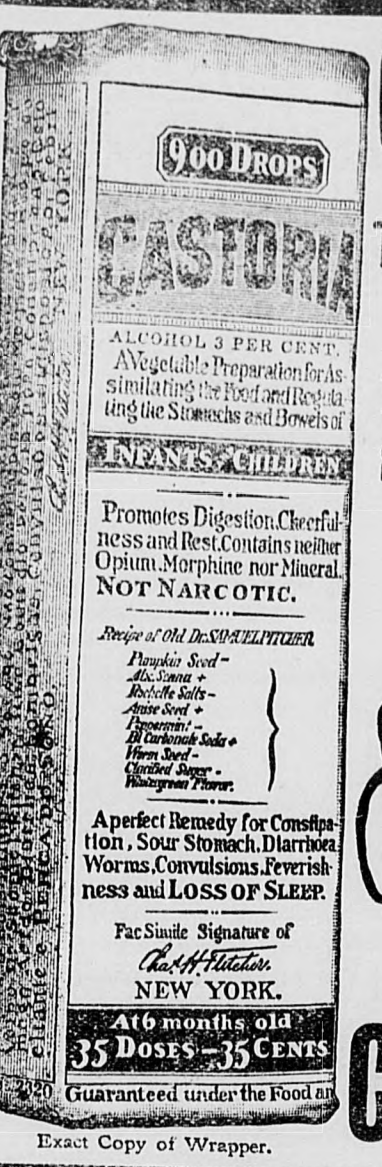 900 DROPS
CASTORIA
ALCOHOL 3 PER CENT.
AVegetable Preparation for As-
similating the Food and Regula-
ting the Stomachs and Bowels of
INFANTS & CHILDREN
Promotes Digestion, Cheerful-
ness and Rest. Contains neither
Opium, Morphine nor Mineral.
NOT NARCOTIC.
Recipe of Old Dr. SAMUEL PITCHER
Pumpkin Seed -
Alx. Senna +
Rochelle Salts -
Anise Seed +
Peppermint -
Bi Carbonate Soda +
Worm Seed -
Clarified Sugar -
Wintergreen Flavor.
A perfect Remedy for Constipa-
tion, Sour Stomach, Diarrhoea
Worms, Convulsions, Feverish-
ness and LOSS OF SLEEP.
Fac Simile Signature of
Chas. H. Fletcher.
NEW YORK.
At 6 months old
35 DOSES - 35 CENTS
Guaranteed under the Food an
Exact Copy of Wrapper.
NEW YORK.
Chas. H. Fletcher.